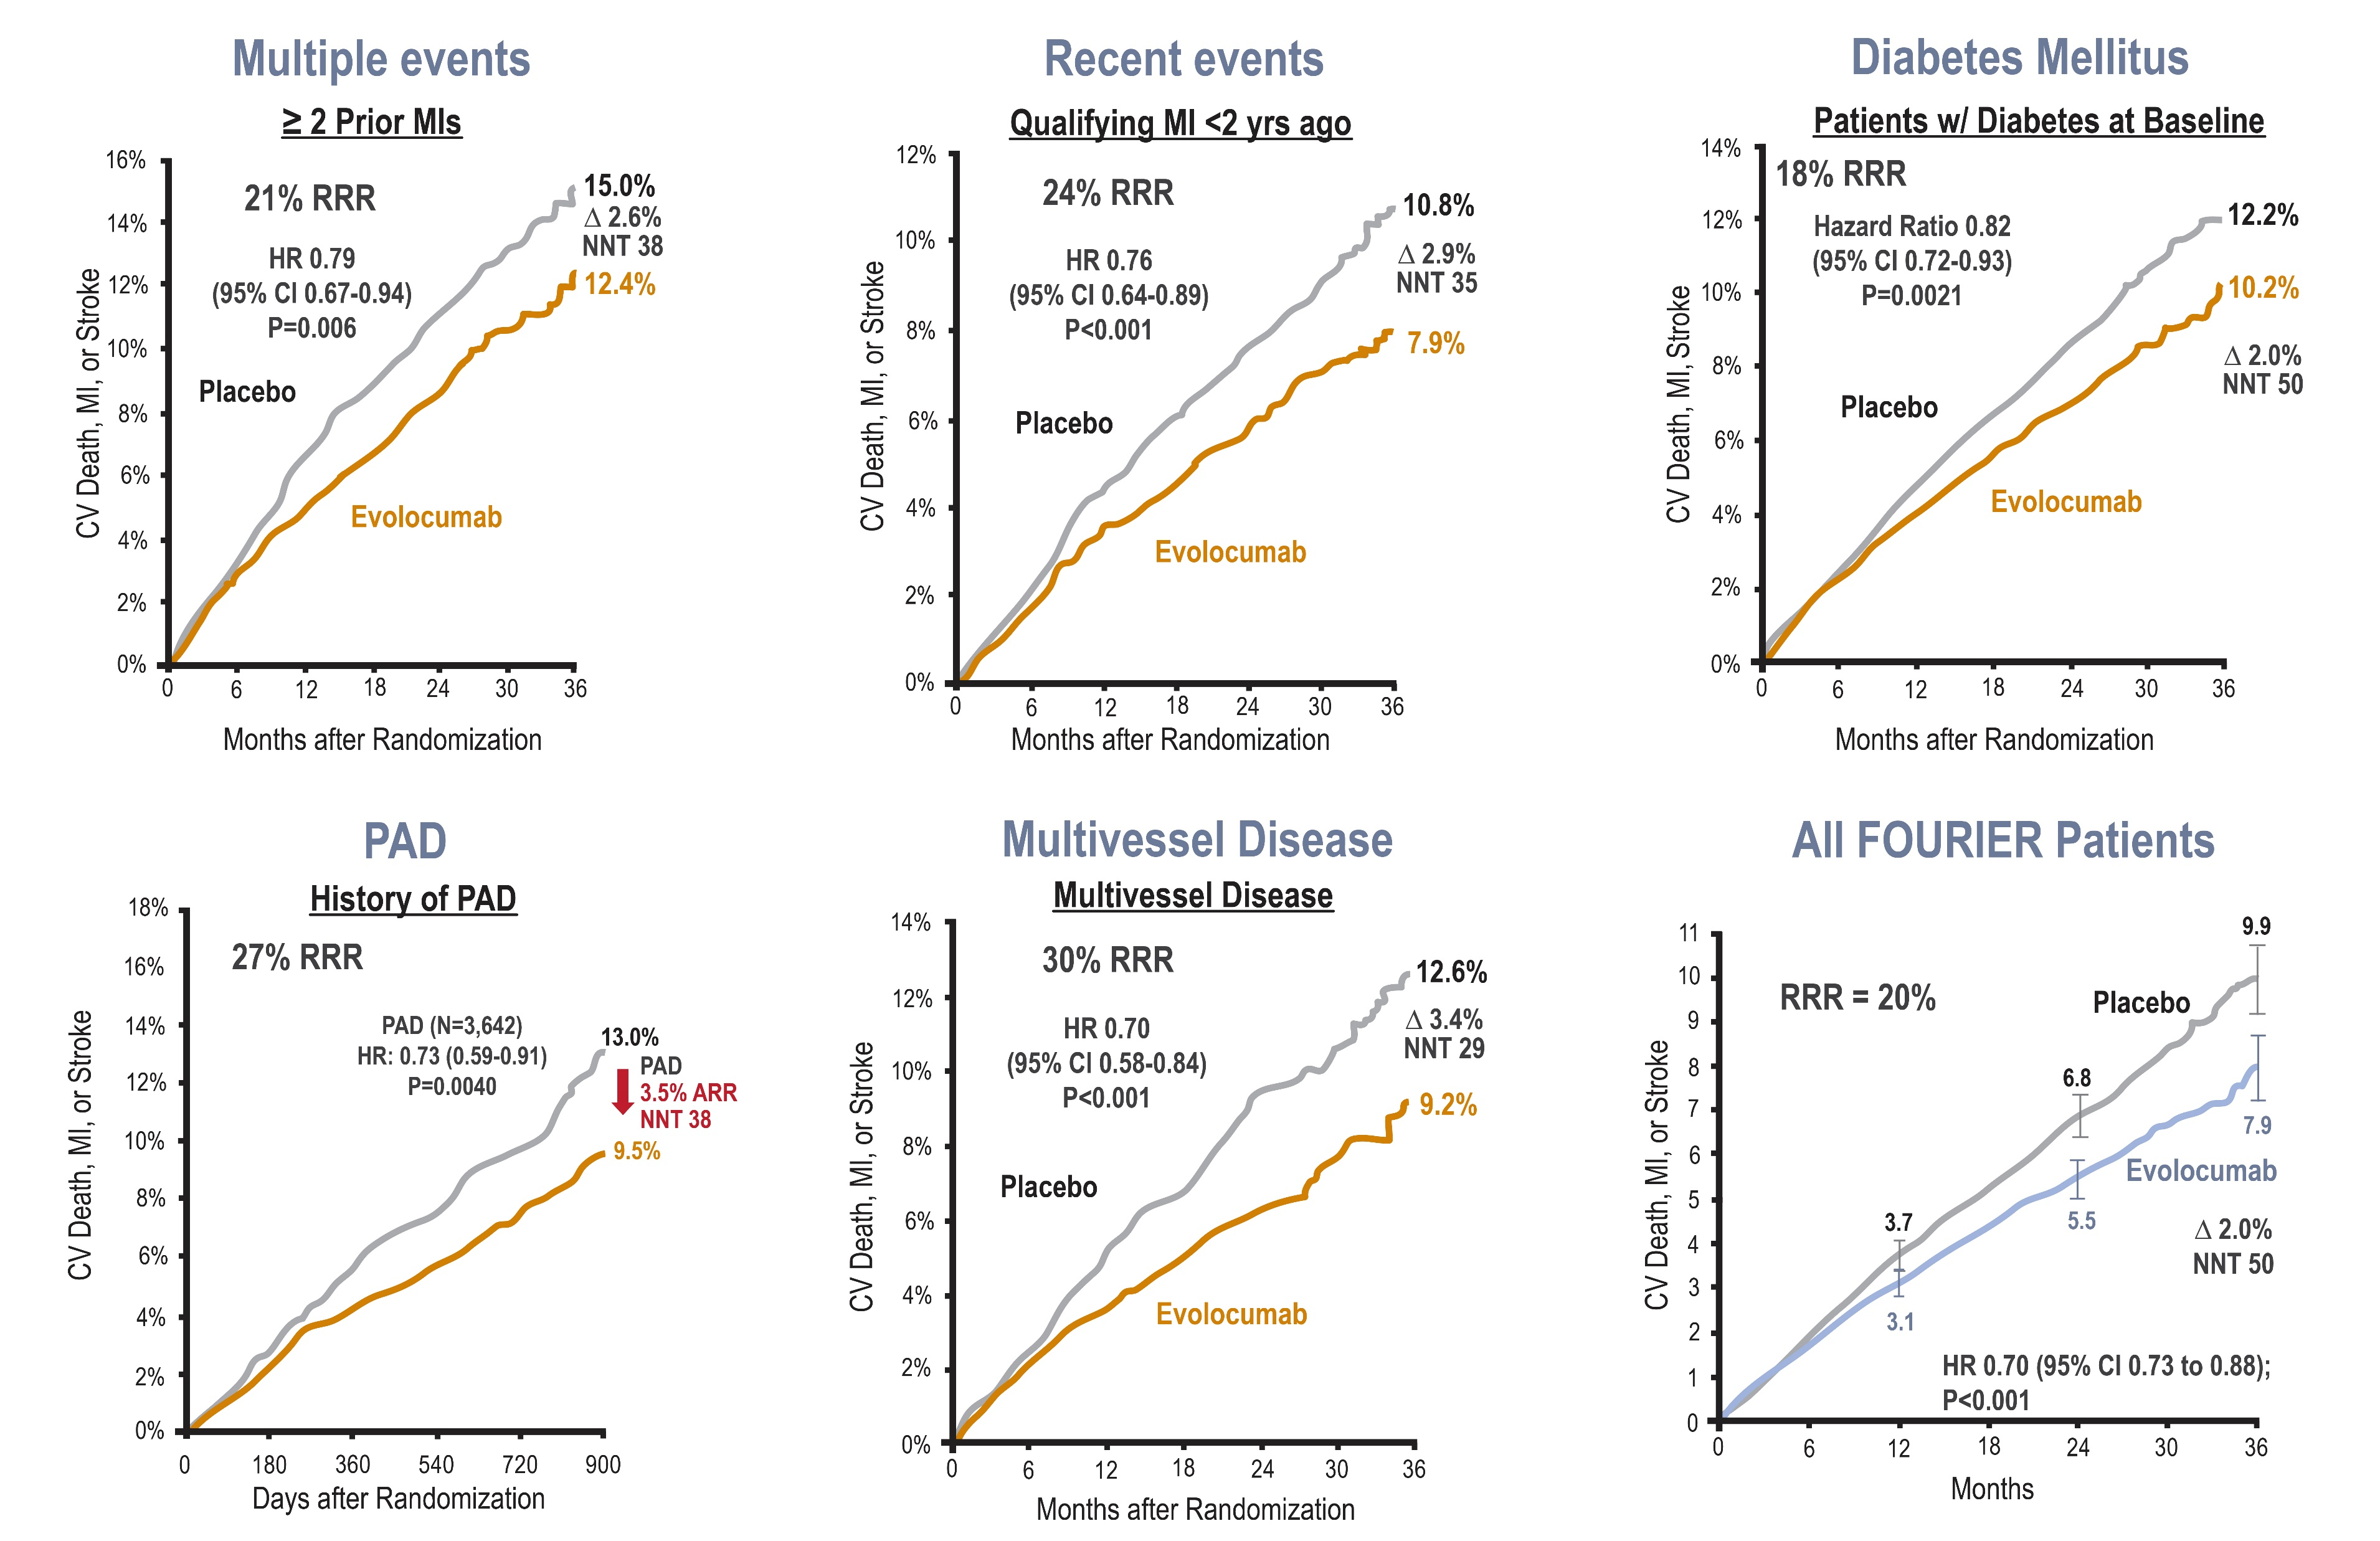 Multiple events
≥ 2 Prior MIs
16%
14%
12%
10%
8%
6%
4%
2%
0%
CV Death, MI, or Stroke
21% RRR
HR 0.79
(95% CI 0.67-0.94)
P=0.006
Placebo
Evolocumab
15.0%
Δ 2.6%
NNT 38
12.4%
0 6 12 18 24 30 36
Months after Randomization
Recent events
Qualifying MI <2 yrs ago
12%
10%
8%
6%
4%
2%
0%
CV Death, MI, or Stroke
24% RRR
HR 0.76
(95% CI 0.64-0.89)
P<0.001
Placebo
Evolocumab
10.8%
Δ 2.9%
NNT 35
7.9%
0 6 12 18 24 30 36
Months after Randomization
Diabetes Mellitus
Patients w/ Diabetes at Baseline
14%
12%
10%
8%
6%
4%
2%
0%
CV Death, MI, Stroke
18% RRR
Hazard Ratio 0.82
(95% CI 0.72-0.93)
P=0.0021
Placebo
Evolocumab
12.2%
10.2%
Δ 2.0%
NNT 50
0 6 12 18 24 30 36
Months after Randomization
PAD
History of PAD
18%
16%
14%
12%
10%
8%
6%
4%
2%
0%
CV Death, MI, or Stroke
27% RRR
PAD (N=3,642)
HR: 0.73 (0.59-0.91)
P=0.0040
13.0%
PAD
3.5% ARR
NNT 38
9.5%
0 180 360 540 720 900
Days after Randomization
Multivessel Disease
Multivessel Disease
14%
12%
10%
8%
6%
4%
2%
0%
CV Death, MI, or Stroke
30% RRR
HR 0.70
(95% CI 0.58-0.84)
P<0.001
Placebo
Evolocumab
12.6%
Δ 3.4%
NNT 29
9.2%
0 6 12 18 24 30 36
Months after Randomization
All FOURIER Patients
11
10
9
8
7
6
5
4
3
2
1
0
CV Death, MI, or Stroke
RRR = 20%
Placebo
9.9
6.8
3.7
7.9
Evolocumab
5.5
3.1
Δ 2.0%
NNT 50
HR 0.70 (95% CI 0.73 to 0.88);
P<0.001
0 6 12 18 24 30 36
Months